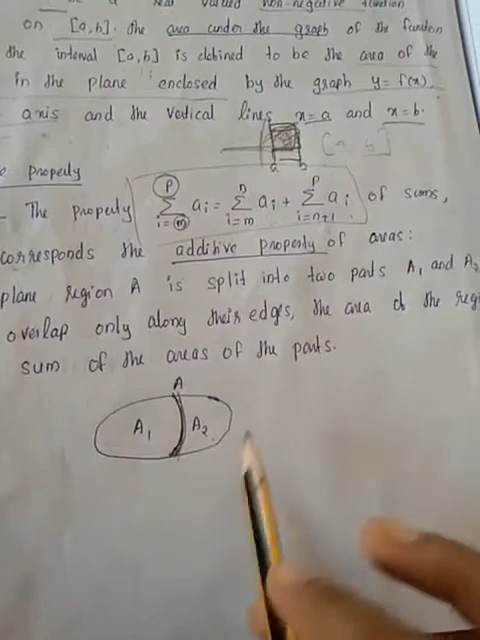 valued non-negative function
on [a,b]. the area under the graph of the function
the interval [a,b] is defined to be the area of the
in the plane enclosed by the graph y = f(x),
axis and the vertical lines x = a and x = b.
[a b]
a b
property
- The property ∑_{i=m}^{p} a_i = ∑_{i=m}^{n} a_i + ∑_{i=n+1}^{p} a_i of sums,
corresponds the additive property of areas:
plane region A is split into two parts A₁ and A₂
overlap only along their edges, the area of the regi
sum of the areas of the parts.
A
A₁ A₂